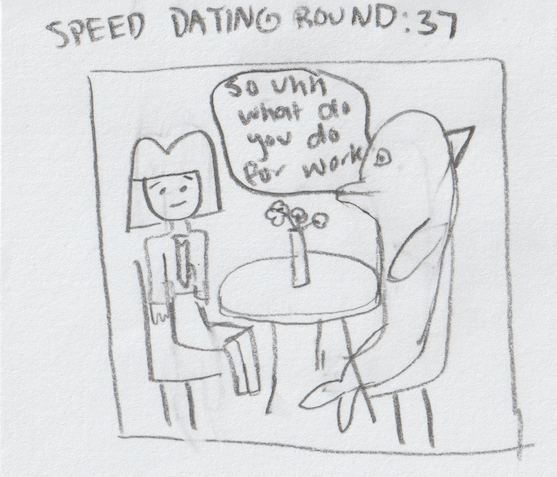 SPEED DATING ROUND:37
So uhh
what do
you do
for work